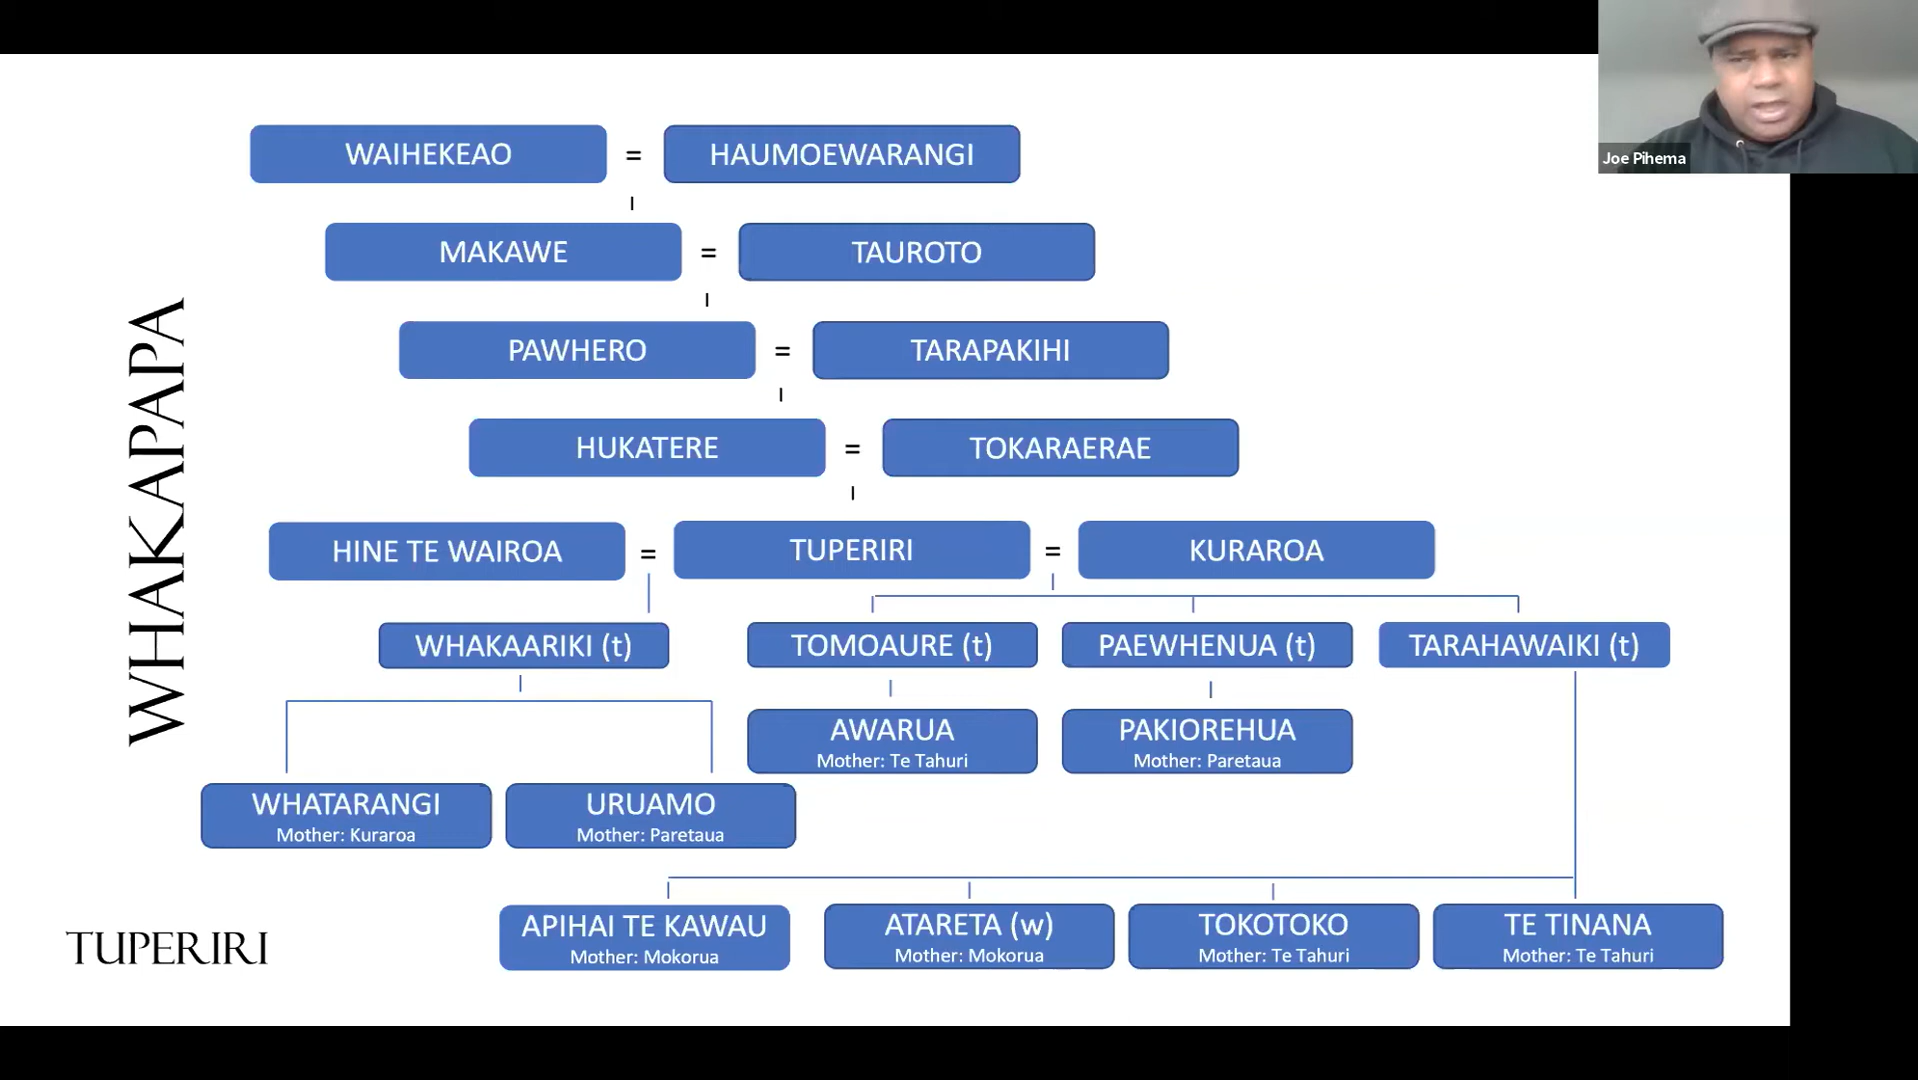 Joe Pihema
WAIHEKEAO = HAUMOEWARANGI
MAKAWE = TAUROTO
PAWHERO = TARAPAKIHI
HUKATERE = TOKARAERAE
HINE TE WAIROA = TUPERIRI = KURAROA
WHAKAARIKI (t)
TOMOAURE (t)
PAEWHENUA (t)
TARAHAWAIKI (t)
AWARUA
Mother: Te Tahuri
PAKIOREHUA
Mother: Paretaua
WHATARANGI
Mother: Kuraroa
URUAMO
Mother: Paretaua
APIHAI TE KAWAU
Mother: Mokorua
ATARETA (w)
Mother: Mokorua
TOKOTOKO
Mother: Te Tahuri
TE TINANA
Mother: Te Tahuri
WHAKAPAPA
TUPERIRI